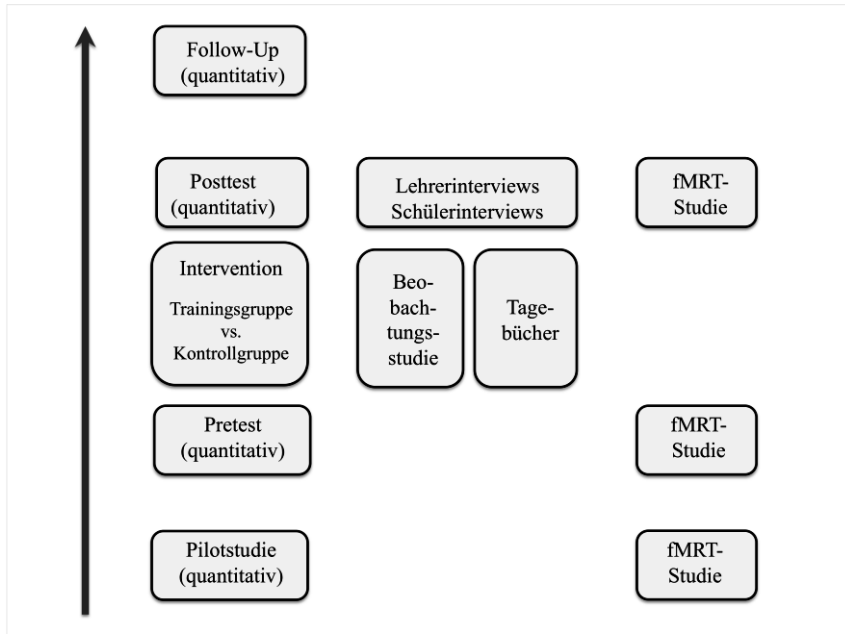 Follow-Up
(quantitativ)
Posttest
(quantitativ)
Lehrerinterviews
Schülerinterviews
fMRT-
Studie
Intervention
Trainingsgruppe
vs.
Kontrollgruppe
Beo-
bach-
tungs-
studie
Tage-
bücher
Pretest
(quantitativ)
fMRT-
Studie
Pilotstudie
(quantitativ)
fMRT-
Studie